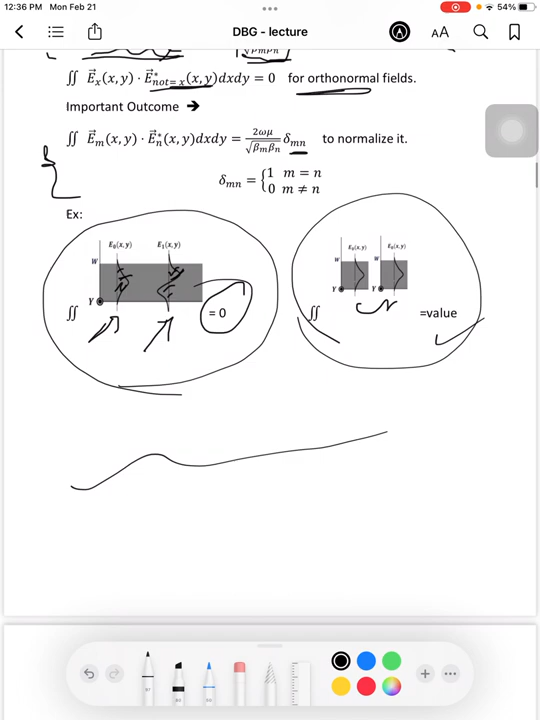 12:36 PM Mon Feb 21
54%
DBG - lecture
AA
∬ E⃗ₓ(x, y) · E⃗*ₙₒₜ₌ ₓ(x, y)dxdy = 0 for orthonormal fields.
Important Outcome ➔
∬ E⃗ₘ(x, y) · E⃗ₙ*(x, y)dxdy = 2ωμ/√(βₘβₙ) δₘₙ to normalize it.
δₘₙ = {1 m = n
0 m ≠ n
Ex:
E₀(x,y) E₁(x,y) E₀(x,y) E₀(x,y)
W W W
Y Y Y
∬ = 0 ∬ =value